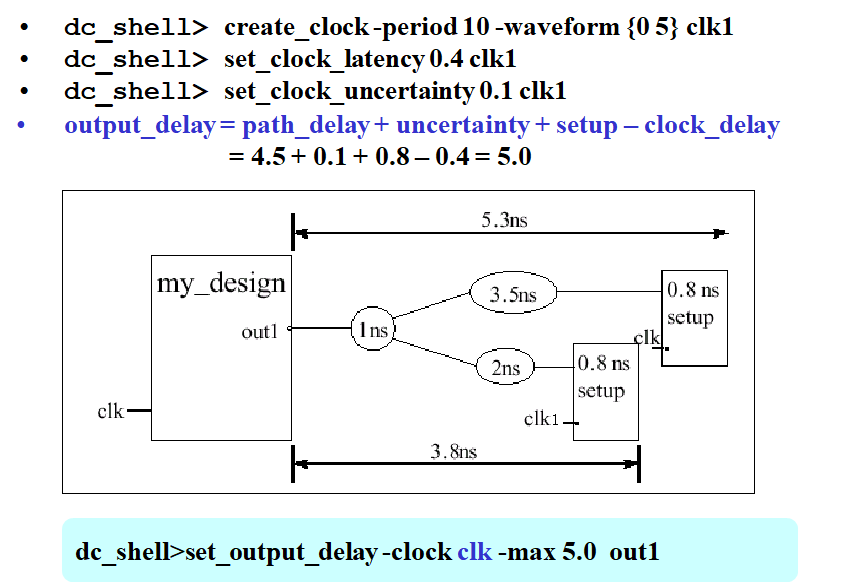 • dc_shell> create_clock -period 10 -waveform {0 5} clk1
• dc_shell> set_clock_latency 0.4 clk1
• dc_shell> set_clock_uncertainty 0.1 clk1
• output_delay = path_delay + uncertainty + setup – clock_delay
= 4.5 + 0.1 + 0.8 – 0.4 = 5.0
5.3ns
my_design
out1
clk
1ns
3.5ns
2ns
0.8 ns
setup
clk
0.8 ns
setup
clk1
3.8ns
dc_shell>set_output_delay -clock clk -max 5.0 out1